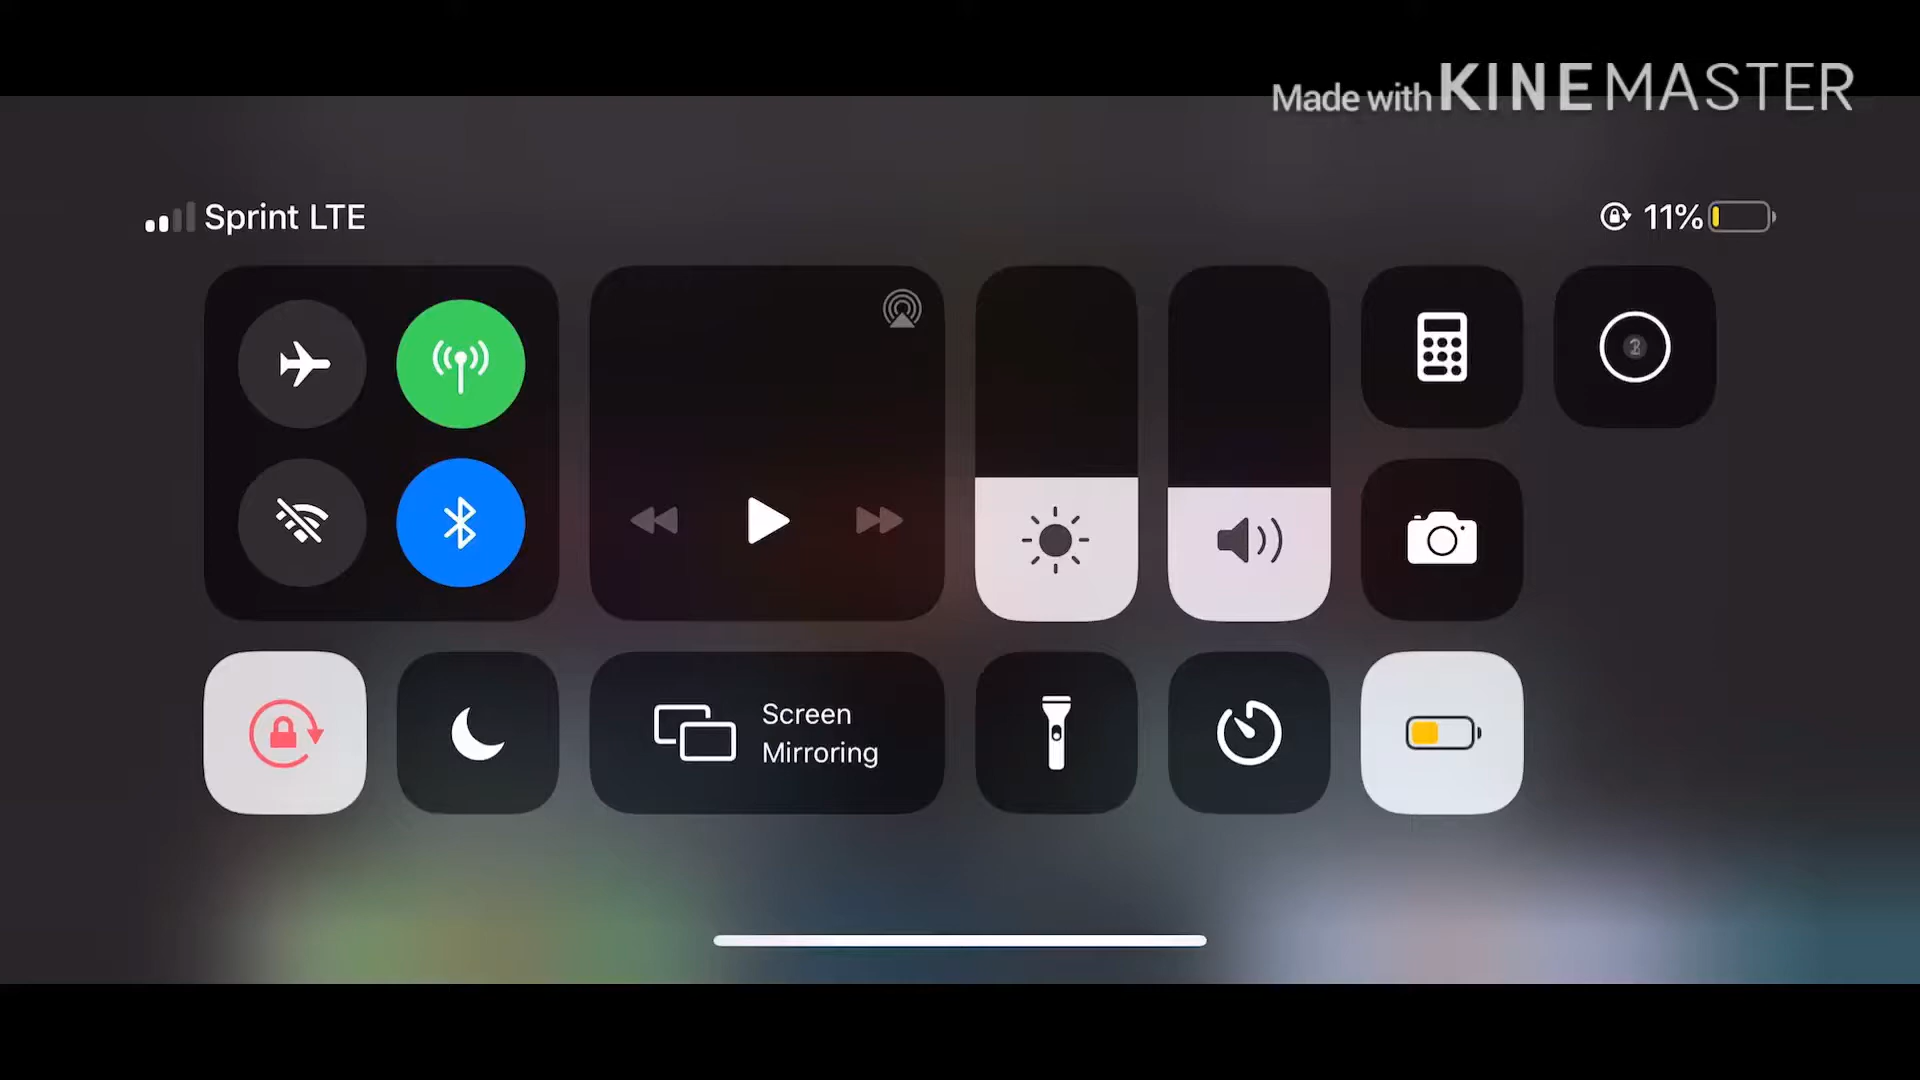 Made with KINEMASTER
Sprint LTE
11%
Screen
Mirroring